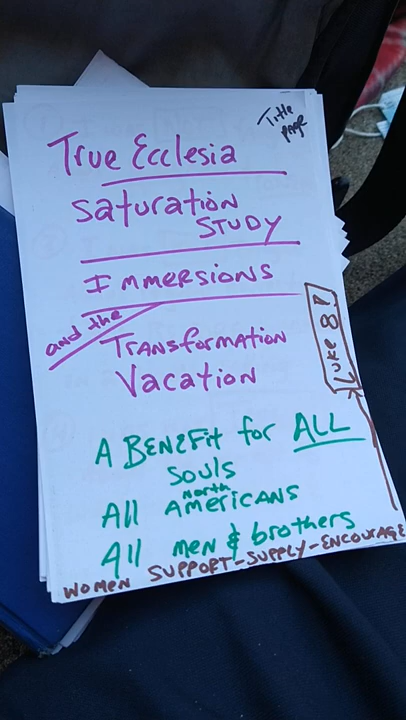 Title
page
True Ecclesia
Saturation
STUDY
Immersions
and the
Transformation
Vacation
Luke 8
A Benefit for ALL
Souls
All north Americans
All men & brothers
WOMEN SUPPORT-SUPPLY-ENCOURAGE